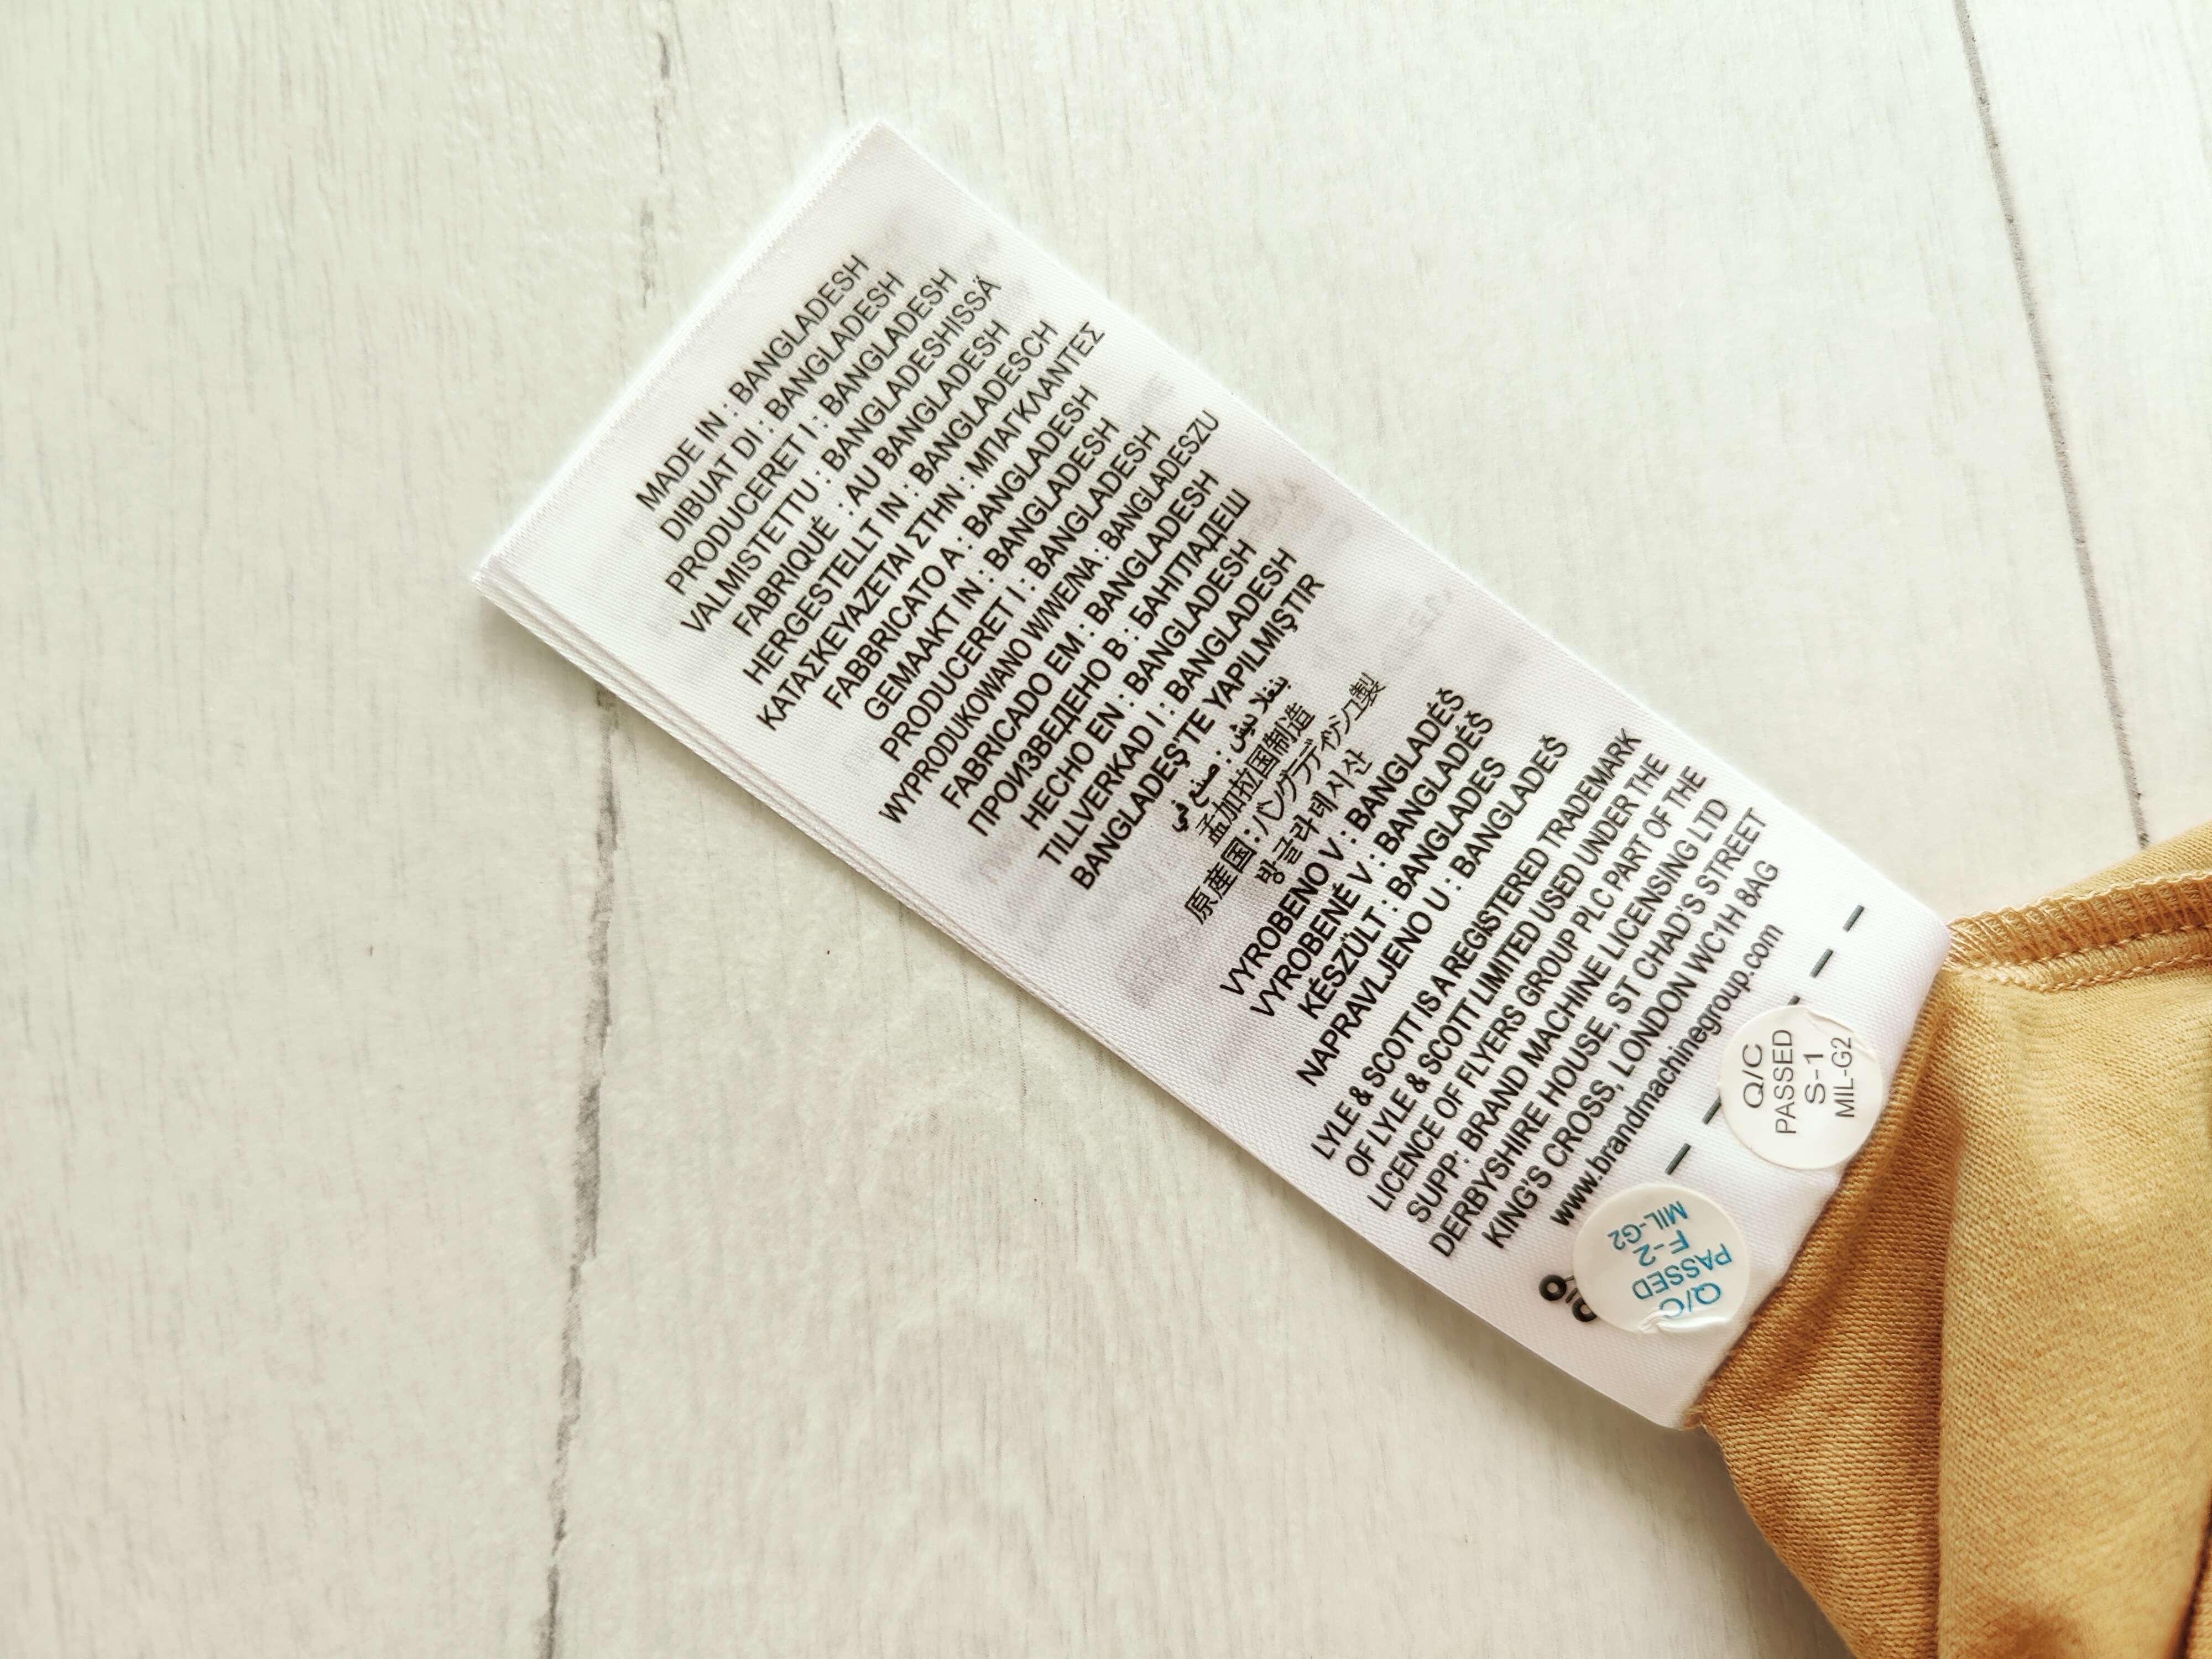 MADE IN : BANGLADESH
DIBUAT DI : BANGLADESH
PRODUCERET I : BANGLADESH
VALMISTETTU : BANGLADESHISSÄ
FABRIQUÉ : AU BANGLADESH
HERGESTELLT IN : BANGLADESCH
ΚΑΤΑΣΚΕΥΑΖΕΤΑΙ ΣΤΗΝ : ΜΠΑΓΚΛΑΝΤΕΣ
FABBRICATO A : BANGLADESH
GEMAAKT IN : BANGLADESH
PRODUCERET I : BANGLADESH
WYPRODUKOWANO W/WE/NA : BANGLADESZU
FABRICADO EM : BANGLADESH
ПРОИЗВЕДЕНО В : БАНГЛАДЕШ
HECHO EN : BANGLADESH
TILLVERKAD I : BANGLADESH
BANGLADEŞ'TE YAPILMIŞTIR
بنغلا ديش : صنع في
孟加拉国制造
原産国：バングラディッシュ製
방글라데시산
VYROBENO V : BANGLADÉŠ
VYROBENÉ V : BANGLADÉŠ
KÉSZÜLT : BANGLADES
NAPRAVLJENO U : BANGLADEŠ
LYLE & SCOTT IS A REGISTERED TRADEMARK
OF LYLE & SCOTT LIMITED USED UNDER THE
LICENCE OF FLYERS GROUP PLC PART OF THE
SUPP: BRAND MACHINE LICENSING LTD
DERBYSHIRE HOUSE, ST CHAD'S STREET
KING'S CROSS, LONDON WC1H 8AG
www.brandmachinegroup.com
Q/C
PASSED
S-1
MIL-G2
Q/C
PASSED
F-2
MIL-G2